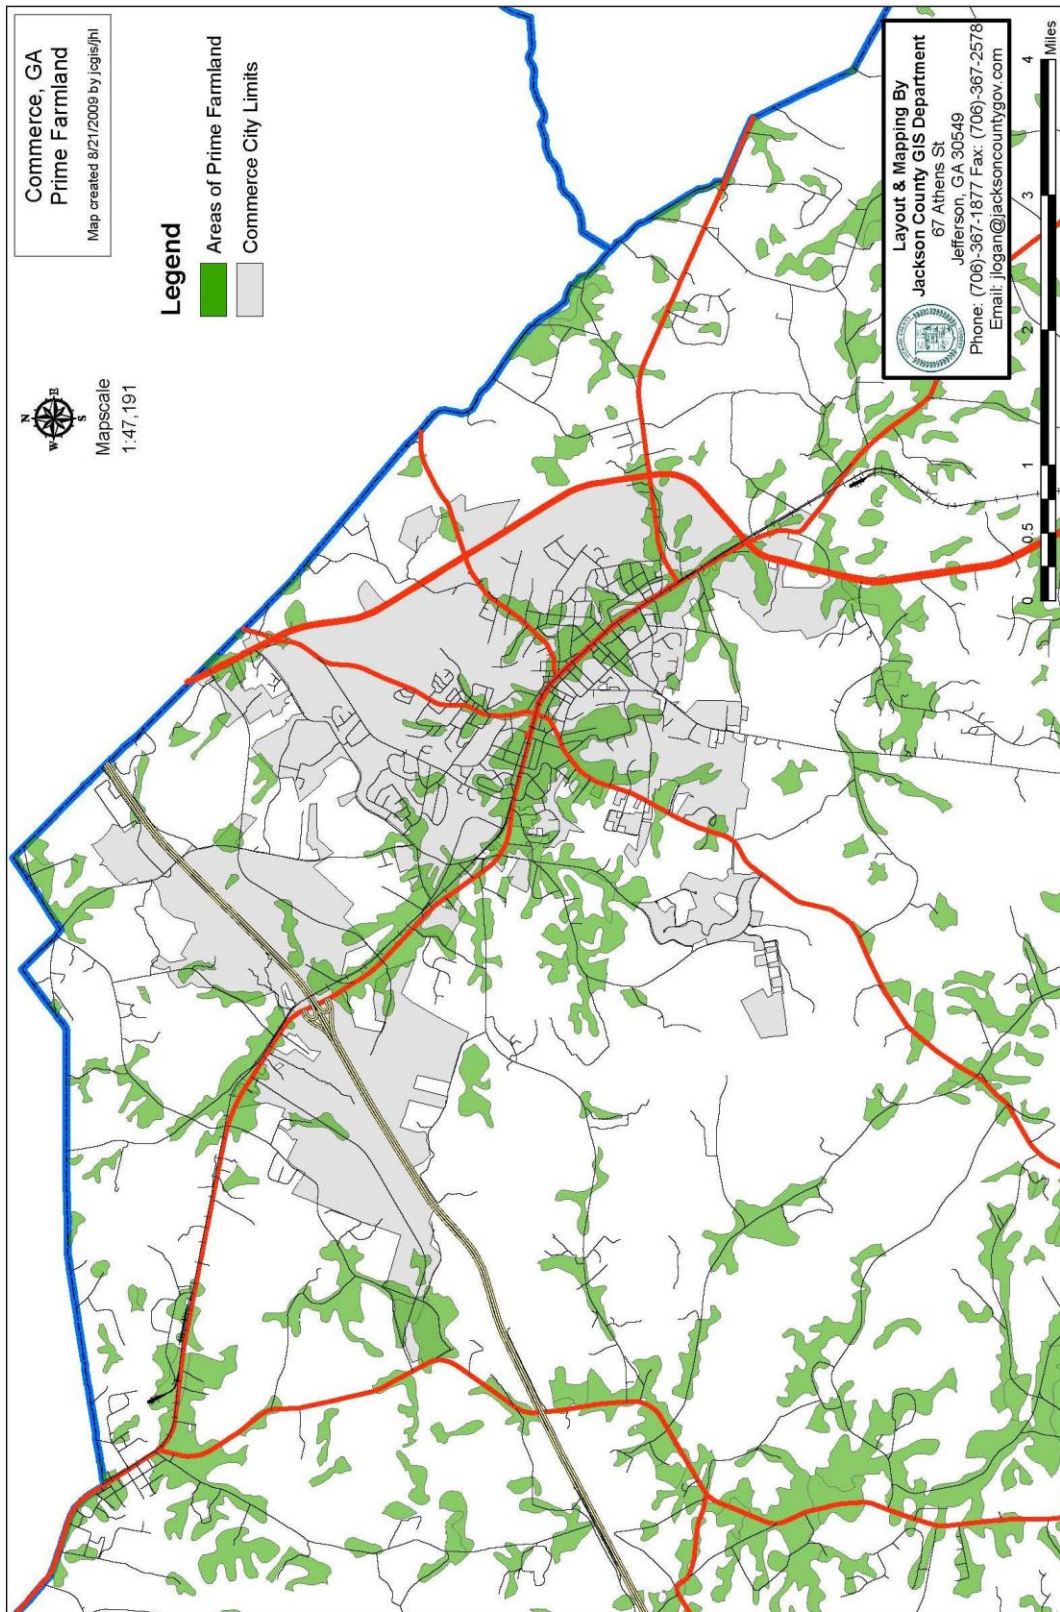 Commerce, GA
Prime Farmland
Map created 8/21/2009 by jcgis/jhl
N
W
E
S
Mapscale
1:47,191
Legend
Areas of Prime Farmland
Commerce City Limits
Layout & Mapping By
Jackson County GIS Department
67 Athens St
Jefferson, GA 30549
Phone: (706)-367-1877 Fax: (706)-367-2578
Email: jlogan@jacksoncountygov.com
0 0.5 1 2 3 4
Miles